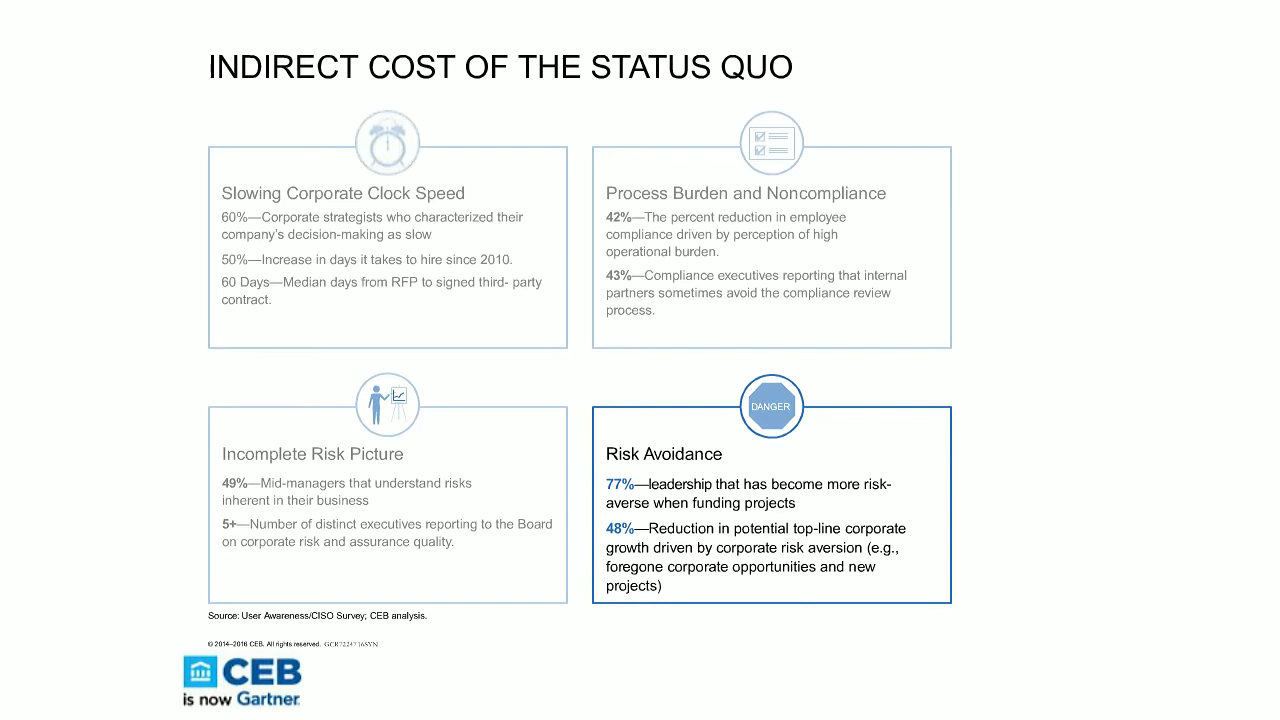 INDIRECT COST OF THE STATUS QUO
Slowing Corporate Clock Speed
60%—Corporate strategists who characterized their
company's decision-making as slow
50%—Increase in days it takes to hire since 2010.
60 Days—Median days from RFP to signed third- party
contract.
Process Burden and Noncompliance
42%—The percent reduction in employee
compliance driven by perception of high
operational burden.
43%—Compliance executives reporting that internal
partners sometimes avoid the compliance review
process.
Incomplete Risk Picture
49%—Mid-managers that understand risks
inherent in their business
5+—Number of distinct executives reporting to the Board
on corporate risk and assurance quality.
DANGER
Risk Avoidance
77%—leadership that has become more risk-
averse when funding projects
48%—Reduction in potential top-line corporate
growth driven by corporate risk aversion (e.g.,
foregone corporate opportunities and new
projects)
Source: User Awareness/CISO Survey; CEB analysis.
© 2014–2016 CEB. All rights reserved.
CEB
is now Gartner